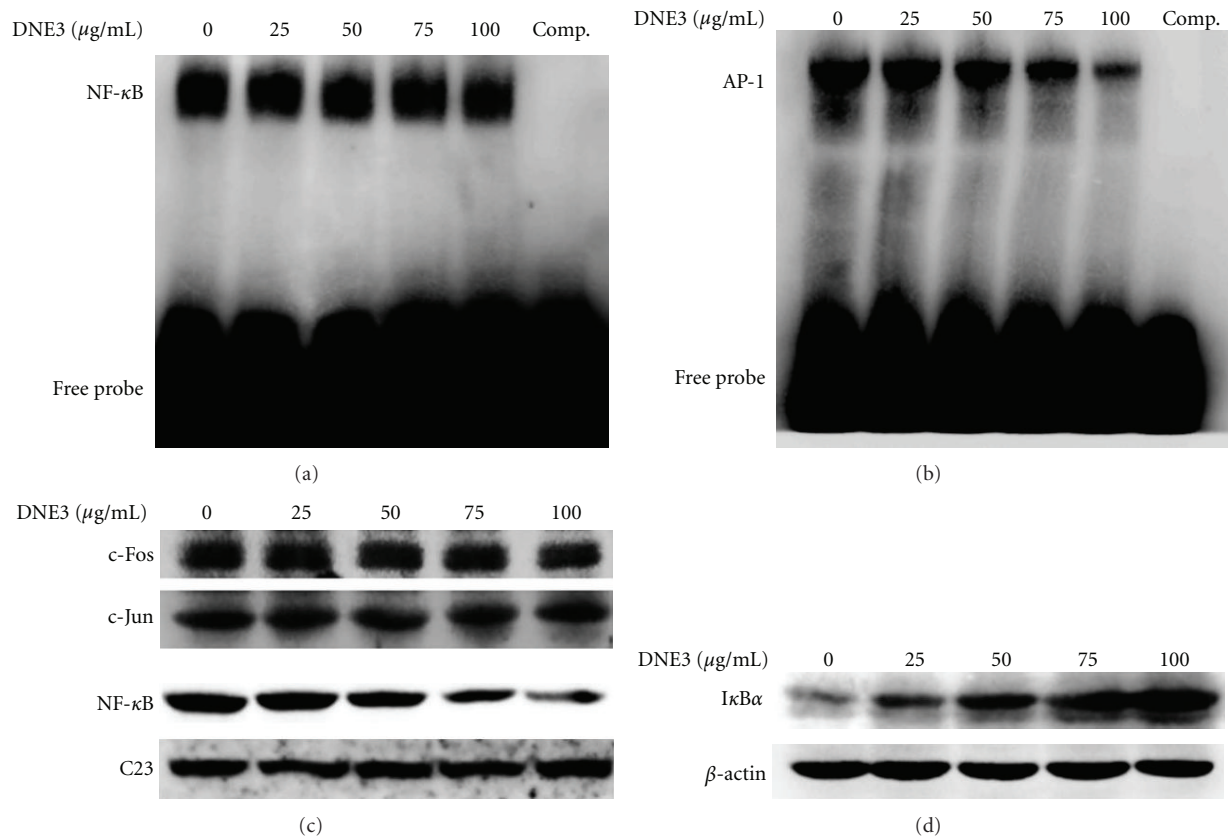 DNE3 (μg/mL) 0 25 50 75 100 Comp.
NF-κB
Free probe
(a)
DNE3 (μg/mL) 0 25 50 75 100 Comp.
AP-1
Free probe
(b)
DNE3 (μg/mL) 0 25 50 75 100
c-Fos
c-Jun
NF-κB
C23
(c)
DNE3 (μg/mL) 0 25 50 75 100
IκBα
β-actin
(d)